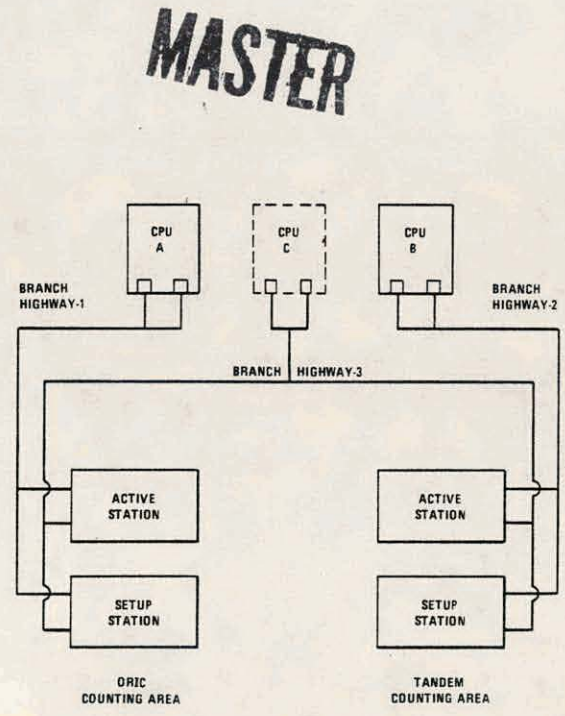 MASTER
CPU
A
CPU
C
CPU
B
BRANCH
HIGHWAY-1
BRANCH
HIGHWAY-2
BRANCH HIGHWAY-3
ACTIVE
STATION
ACTIVE
STATION
SETUP
STATION
SETUP
STATION
ORIC
COUNTING AREA
TANDEM
COUNTING AREA